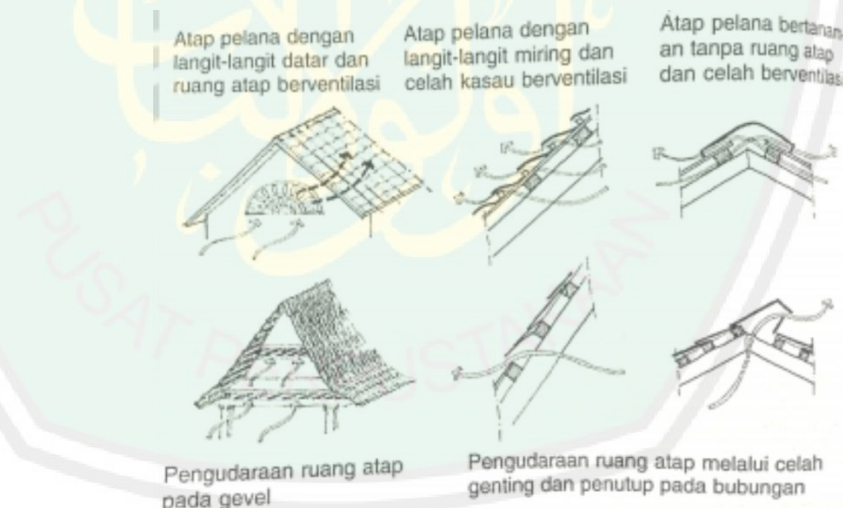 Atap pelana dengan
langit-langit datar dan
ruang atap berventilasi
Atap pelana dengan
langit-langit miring dan
celah kasau berventilasi
Atap pelana bertanam-
an tanpa ruang atap
dan celah berventilasi
Pengudaraan ruang atap
pada gevel
Pengudaraan ruang atap melalui celah
genting dan penutup pada bubungan
PUSAT PERPUSTAKAAN